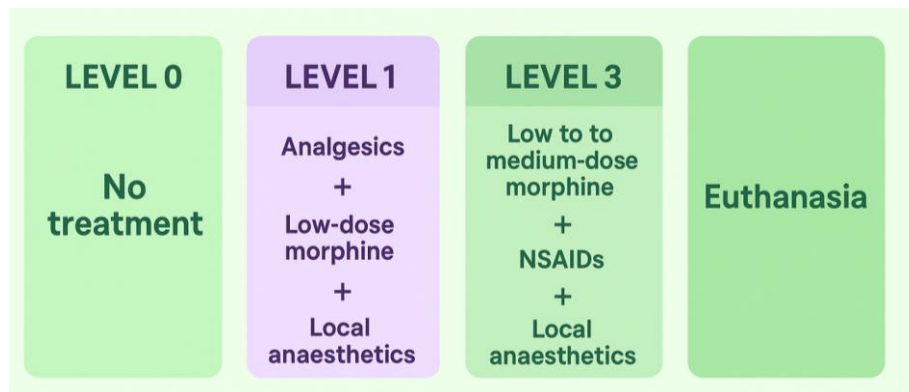 LEVEL 0
No
treatment
LEVEL 1
Analgesics
+
Low-dose
morphine
+
Local
anaesthetics
LEVEL 3
Low to to
medium-dose
morphine
+
NSAIDs
+
Local
anaesthetics
Euthanasia